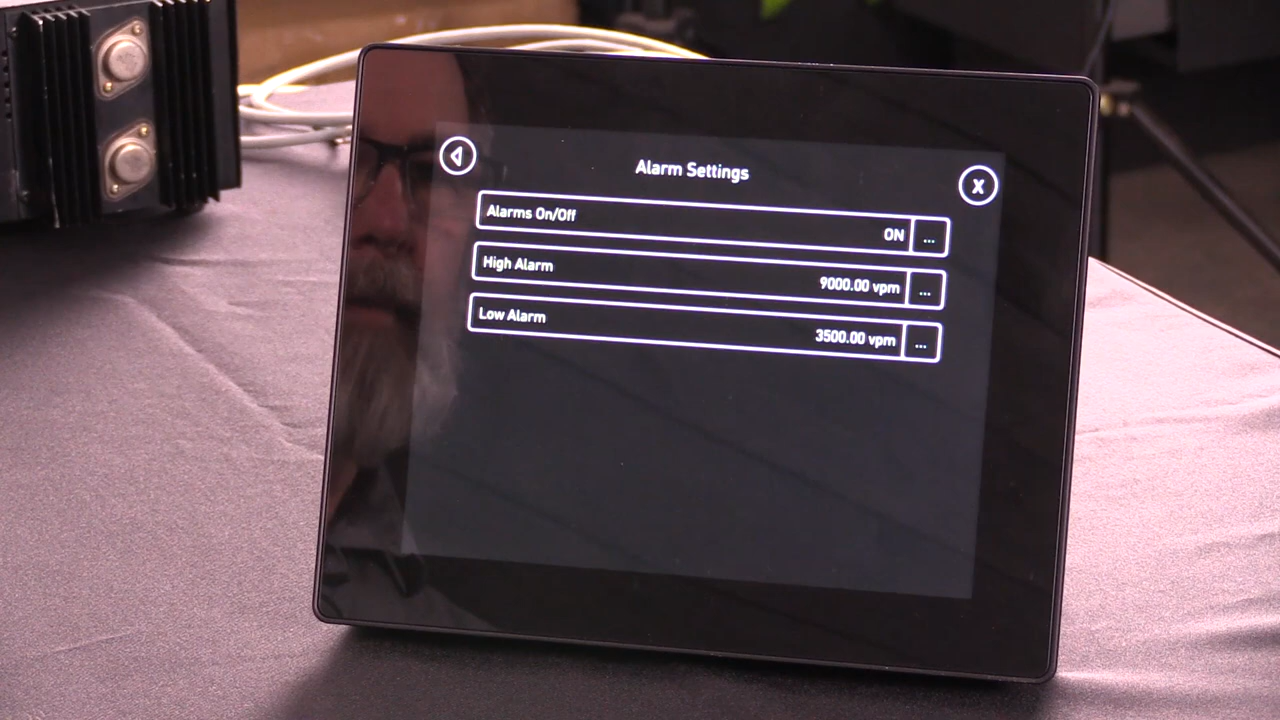 Alarm Settings
X
Alarms On/Off
ON ...
High Alarm
9000.00 vpm ...
Low Alarm
3500.00 vpm ...